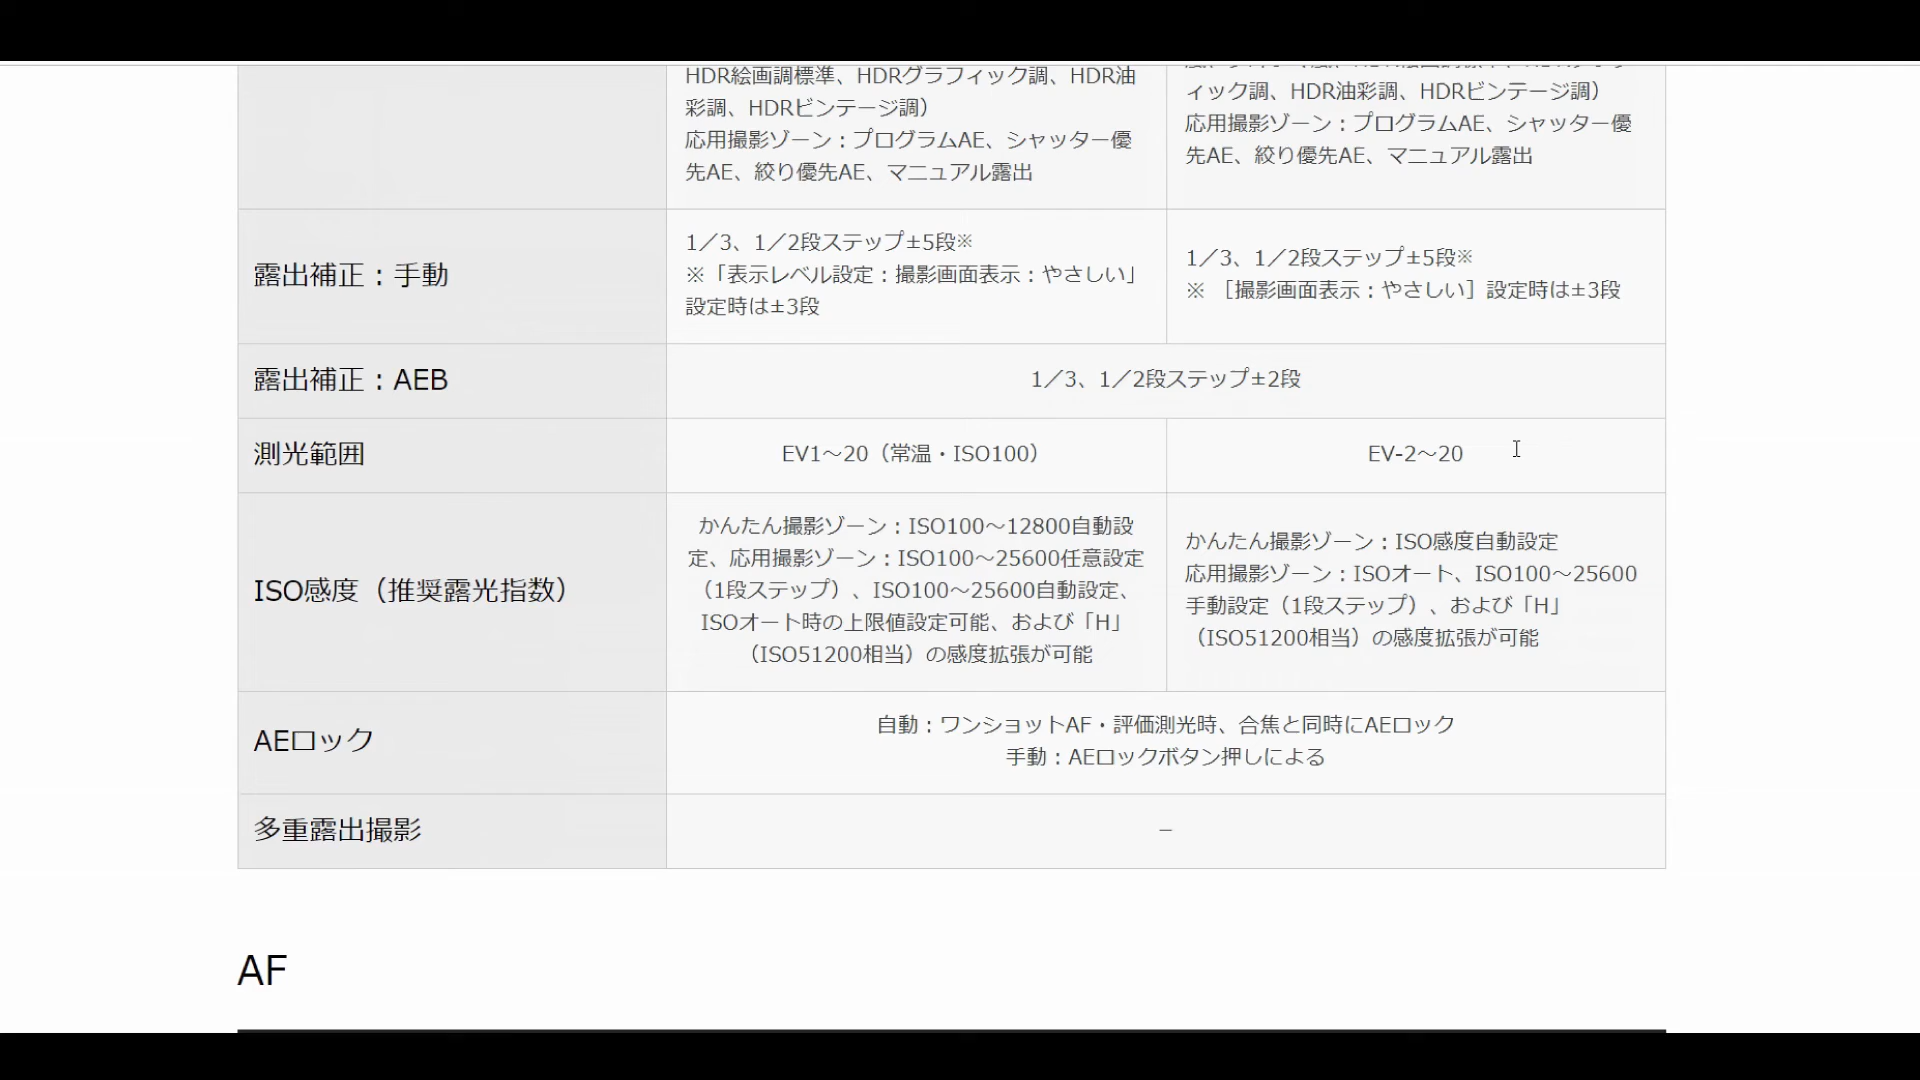 HDR絵画調標準、HDRグラフィック調、HDR油
彩調、HDRビンテージ調）
応用撮影ゾーン：プログラムAE、シャッター優
先AE、絞り優先AE、マニュアル露出
ィック調、HDR油彩調、HDRビンテージ調）
応用撮影ゾーン：プログラムAE、シャッター優
先AE、絞り優先AE、マニュアル露出
露出補正：手動
1／3、1／2段ステップ±5段※
※「表示レベル設定：撮影画面表示：やさしい」
設定時は±3段
1／3、1／2段ステップ±5段※
※ ［撮影画面表示：やさしい］設定時は±3段
露出補正：AEB
1／3、1／2段ステップ±2段
測光範囲
EV1～20（常温・ISO100）
EV-2～20
ISO感度（推奨露光指数）
かんたん撮影ゾーン：ISO100～12800自動設
定、応用撮影ゾーン：ISO100～25600任意設定
（1段ステップ）、ISO100～25600自動設定、
ISOオート時の上限値設定可能、および「H」
（ISO51200相当）の感度拡張が可能
かんたん撮影ゾーン：ISO感度自動設定
応用撮影ゾーン：ISOオート、ISO100～25600
手動設定（1段ステップ）、および「H」
（ISO51200相当）の感度拡張が可能
AEロック
自動：ワンショットAF・評価測光時、合焦と同時にAEロック
手動：AEロックボタン押しによる
多重露出撮影
–
AF